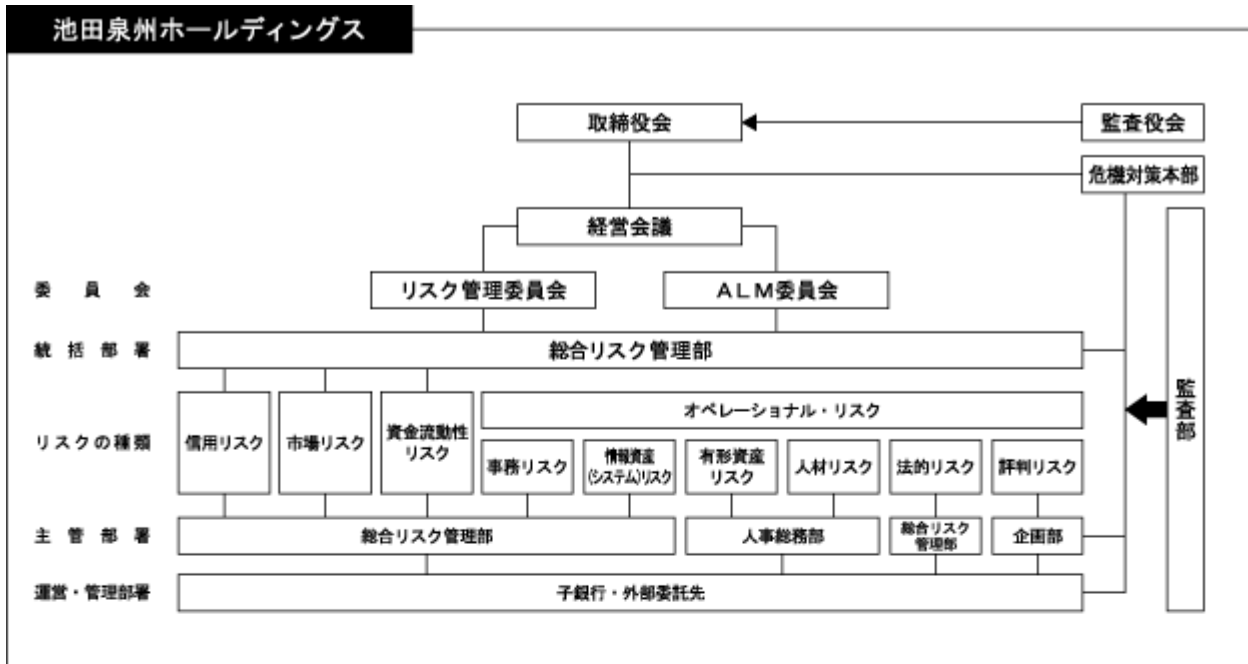 池田泉州ホールディングス
取締役会
監査役会
危機対策本部
経営会議
委員会
リスク管理委員会
ALM委員会
統括部署
総合リスク管理部
監査部
リスクの種類
信用リスク
市場リスク
資金流動性
リスク
オペレーショナル・リスク
事務リスク
情報資産
(システム)リスク
有形資産
リスク
人材リスク
法的リスク
評判リスク
主管部署
総合リスク管理部
人事総務部
総合リスク
管理部
企画部
運営・管理部署
子銀行・外部委託先